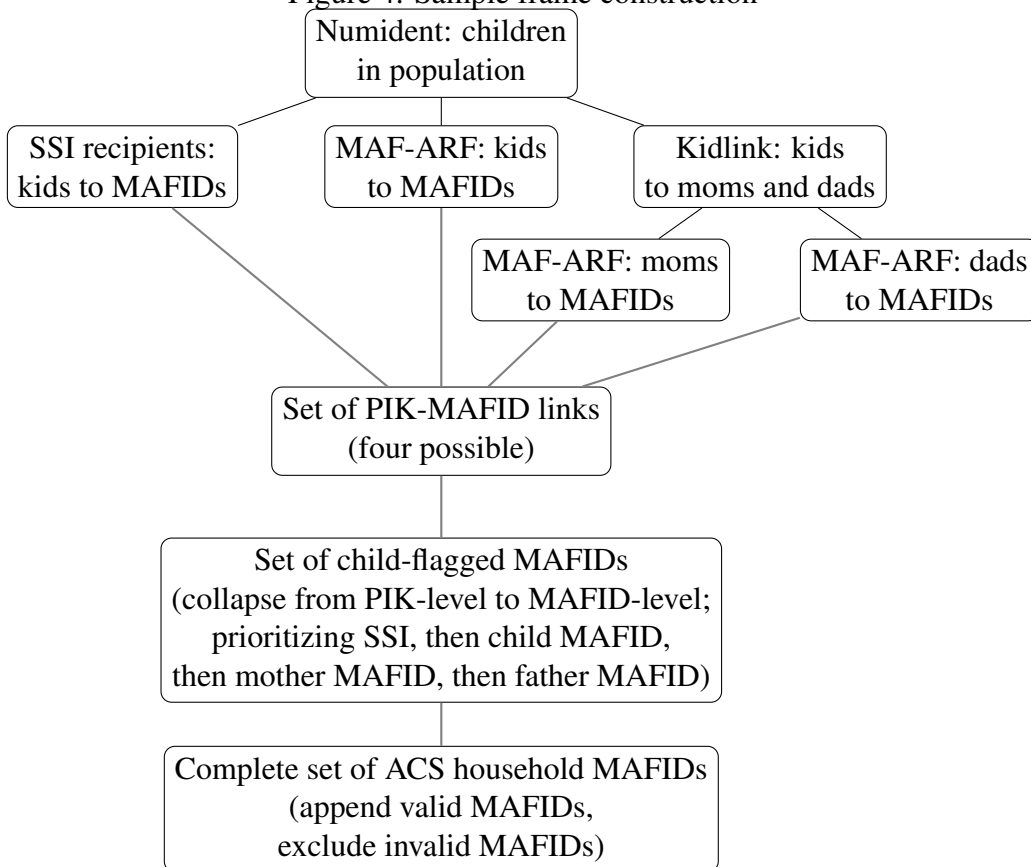 Figure 4: Sample frame construction
Numident: children
in population
SSI recipients:
kids to MAFIDs
MAF-ARF: kids
to MAFIDs
Kidlink: kids
to moms and dads
MAF-ARF: moms
to MAFIDs
MAF-ARF: dads
to MAFIDs
Set of PIK-MAFID links
(four possible)
Set of child-flagged MAFIDs
(collapse from PIK-level to MAFID-level;
prioritizing SSI, then child MAFID,
then mother MAFID, then father MAFID)
Complete set of ACS household MAFIDs
(append valid MAFIDs,
exclude invalid MAFIDs)